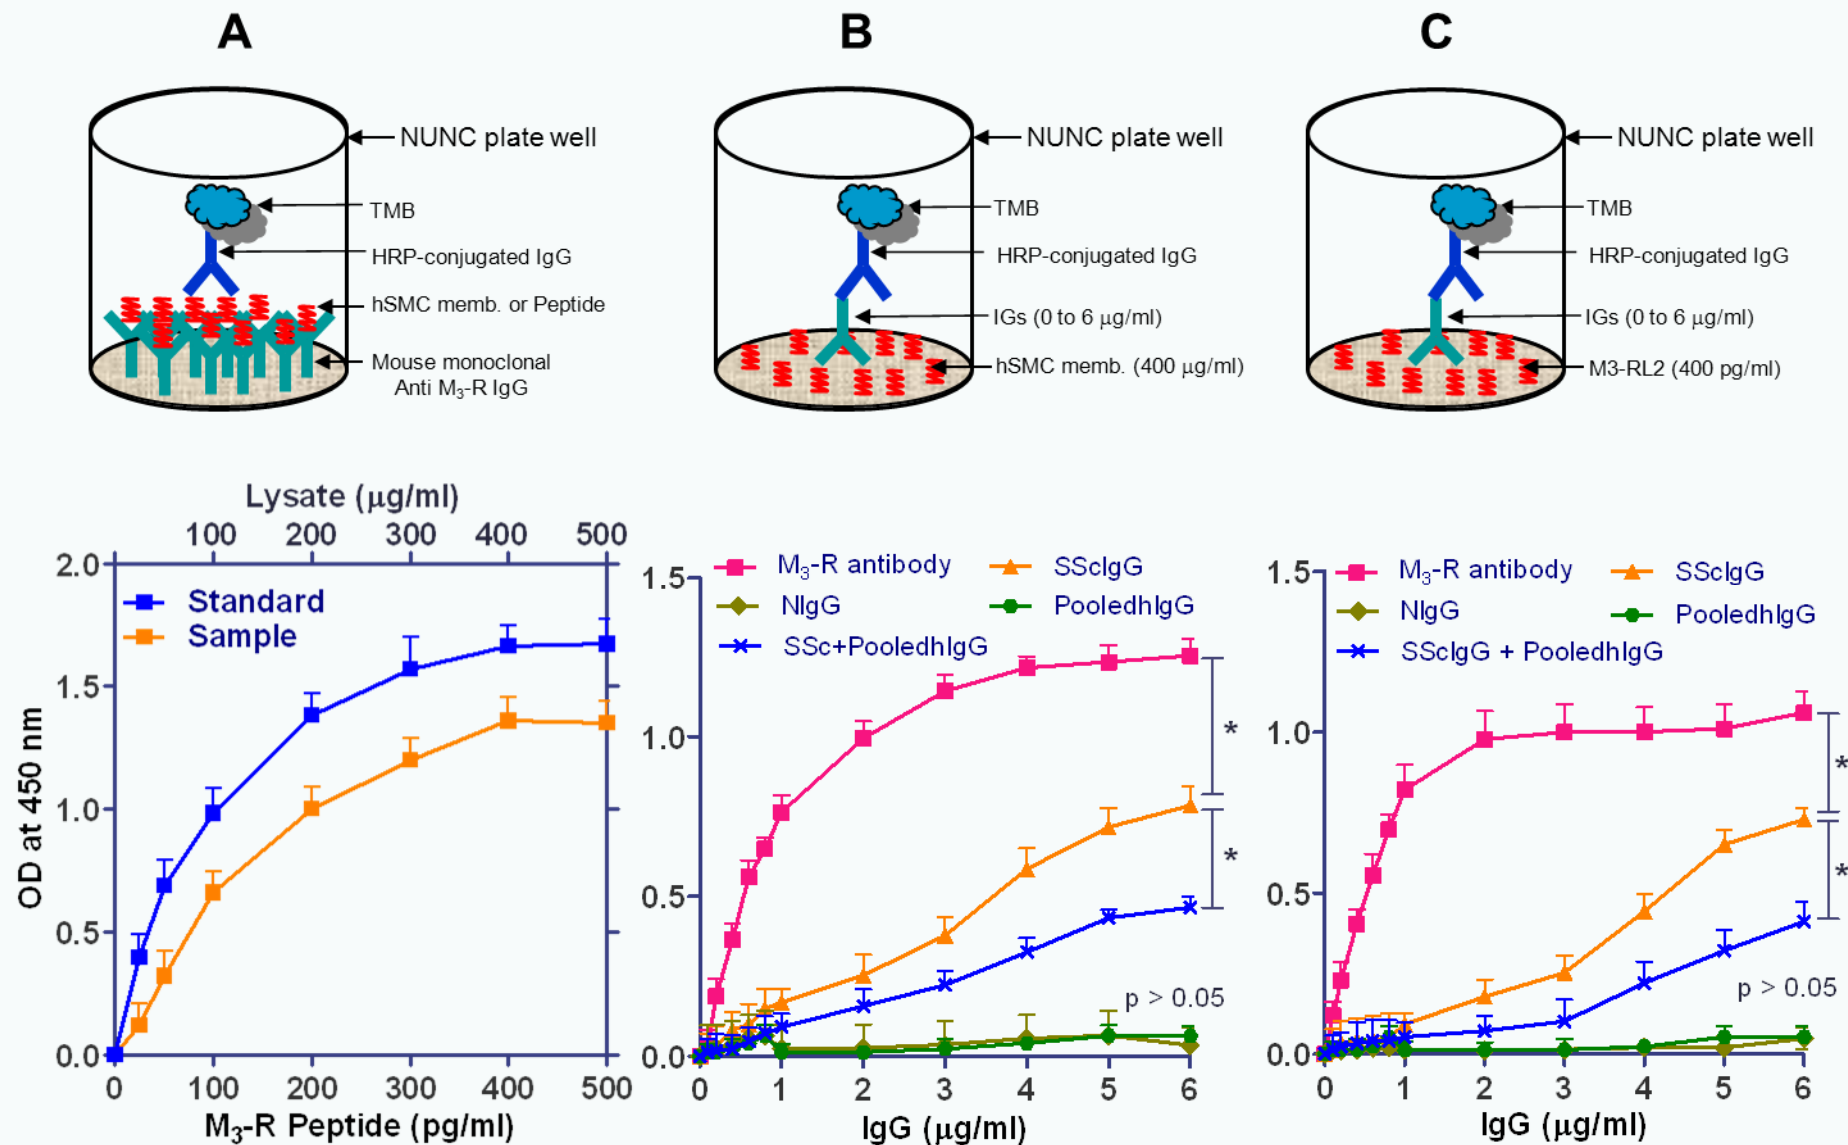 A
B
C
NUNC plate well
TMB
HRP-conjugated IgG
hSMC memb. or Peptide
Mouse monoclonal
Anti M₃-R IgG
NUNC plate well
TMB
HRP-conjugated IgG
IGs (0 to 6 μg/ml)
hSMC memb. (400 μg/ml)
NUNC plate well
TMB
HRP-conjugated IgG
IGs (0 to 6 μg/ml)
M3-RL2 (400 pg/ml)
Lysate (μg/ml)
100 200 300 400 500
2.0
1.5
1.0
0.5
0.0
OD at 450 nm
Standard
Sample
0 100 200 300 400 500
M₃-R Peptide (pg/ml)
M₃-R antibody
SScIgG
NIgG
PooledhIgG
SSc+PooledhIgG
1.5
1.0
0.5
0.0
*
*
p > 0.05
0 1 2 3 4 5 6
IgG (μg/ml)
M₃-R antibody
SScIgG
NIgG
PooledhIgG
SScIgG + PooledhIgG
1.5
1.0
0.5
0.0
*
*
p > 0.05
0 1 2 3 4 5 6
IgG (μg/ml)